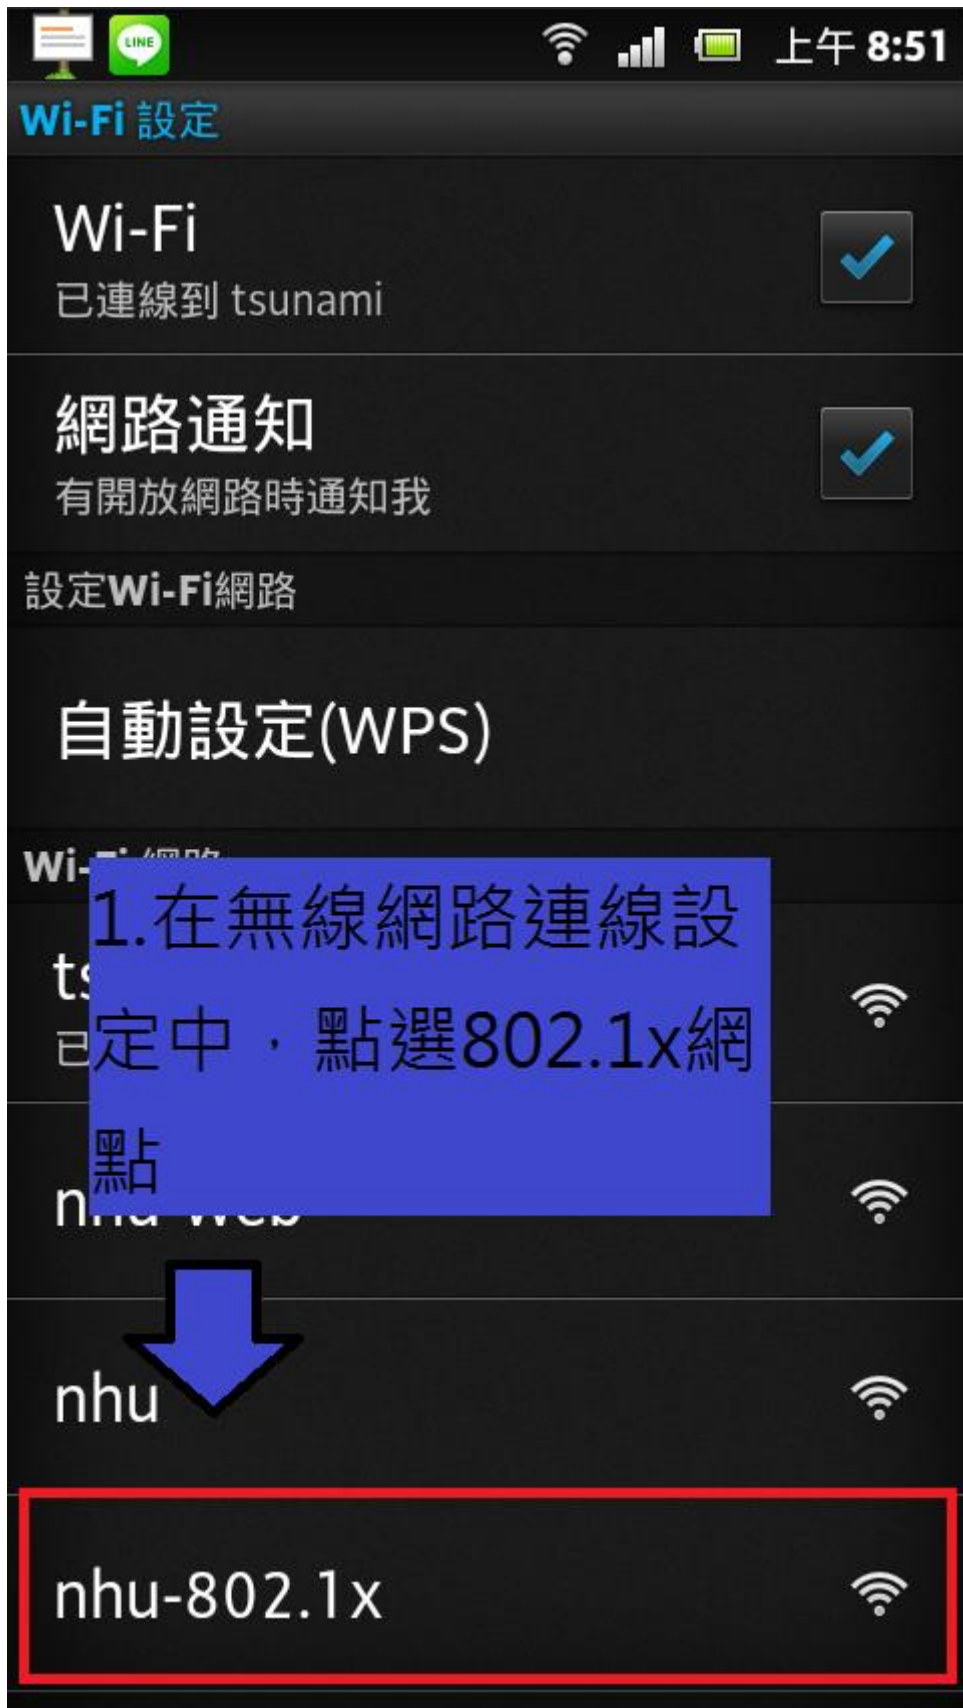 LINE
上午 8:51
Wi-Fi 設定
Wi-Fi
已連線到 tsunami
網路通知
有開放網路時通知我
設定Wi-Fi網路
自動設定(WPS)
1.在無線網路連線設
定中，點選802.1x網
點
nhu
nhu-802.1x